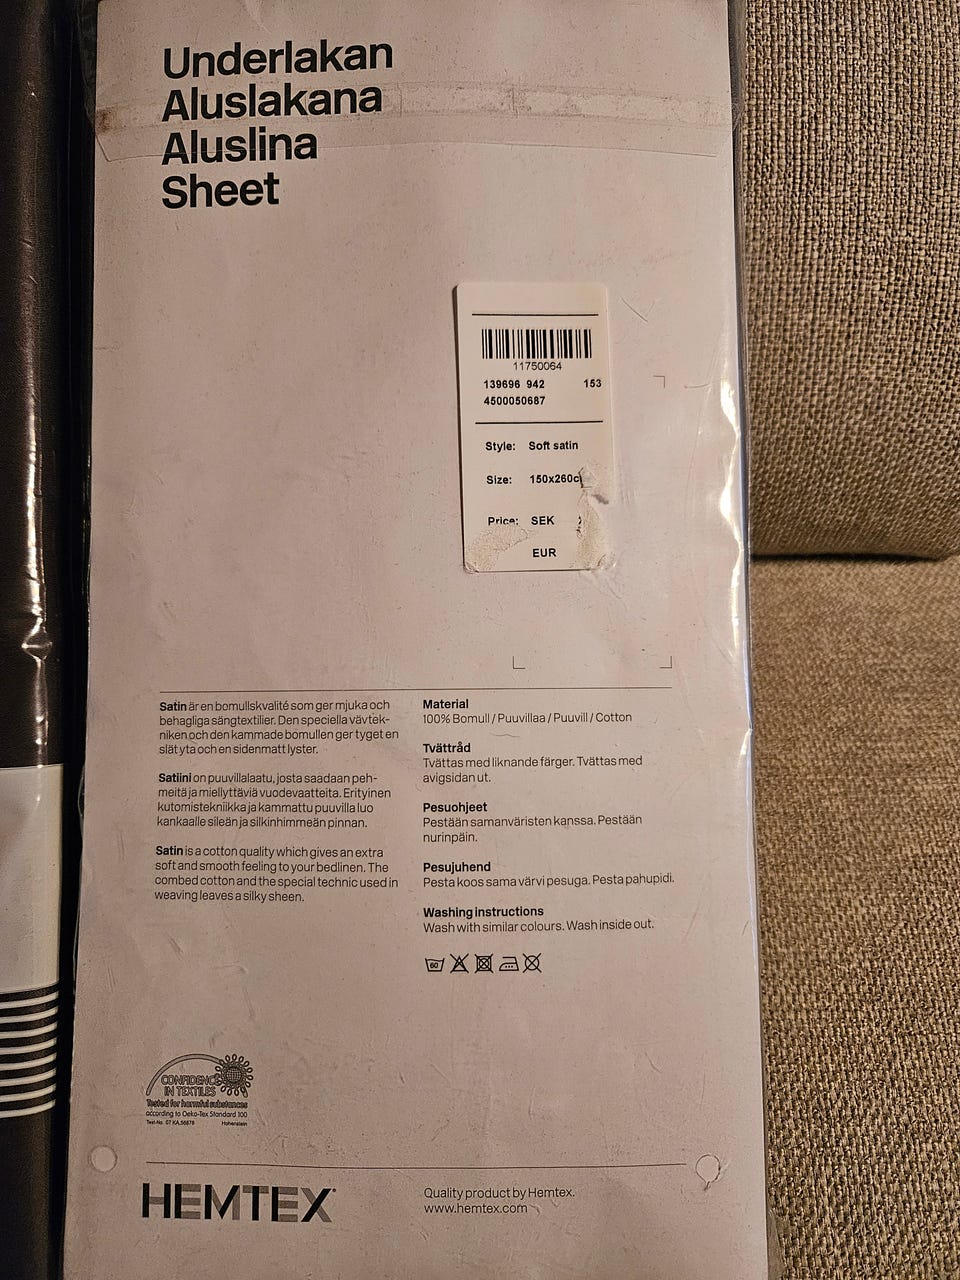 Underlakan
Aluslakana
Aluslina
Sheet
11750064
139696 942 153
4500050687
Style: Soft satin
Size: 150x260c
Price: SEK
EUR
Satin är en bomullskvalité som ger mjuka och
behagliga sängtextilier. Den speciella vävtek-
niken och den kammade bomullen ger tyget en
slät yta och en sidenmatt lyster.
Satiini on puuvillalaatu, josta saadaan peh-
meitä ja miellyttäviä vuodevaatteita. Erityinen
kutomistekniikka ja kammattu puuvilla luo
kankaalle sileän ja silkinhimmeän pinnan.
Satin is a cotton quality which gives an extra
soft and smooth feeling to your bedlinen. The
combed cotton and the special technic used in
weaving leaves a silky sheen.
Material
100% Bomull / Puuvillaa / Puuvill / Cotton
Tvättråd
Tvättas med liknande färger. Tvättas med
avigsidan ut.
Pesuohjeet
Pestään samanväristen kanssa. Pestään
nurinpäin.
Pesujuhend
Pesta koos sama värvi pesuga. Pesta pahupidi.
Washing instructions
Wash with similar colours. Wash inside out.
60
CONFIDENCE
IN TEXTILES
Tested for harmful substances
according to Oeko-Tex Standard 100
Test-No. 07.KA.56876 Hohenstein
HEMTEX
Quality product by Hemtex.
www.hemtex.com